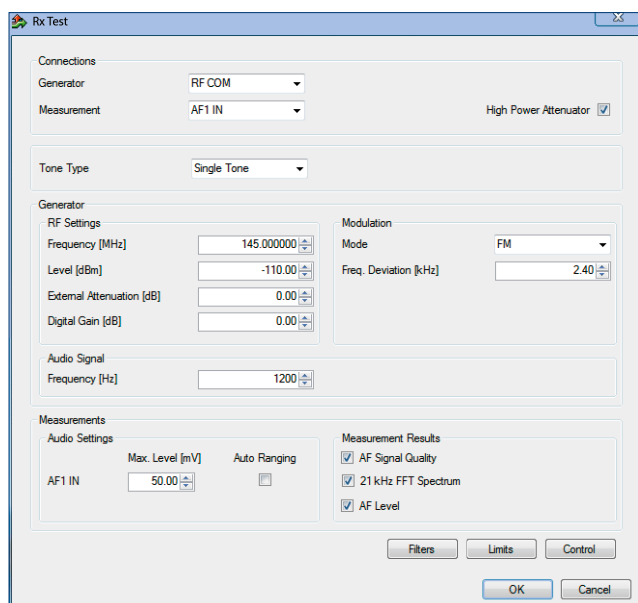 Rx Test
Connections
Generator RF COM
Measurement AF1 IN High Power Attenuator
Tone Type Single Tone
Generator
RF Settings
Frequency [MHz] 145.000000
Level [dBm] -110.00
External Attenuation [dB] 0.00
Digital Gain [dB] 0.00
Modulation
Mode FM
Freq. Deviation [kHz] 2.40
Audio Signal
Frequency [Hz] 1200
Measurements
Audio Settings
Max. Level [mV] Auto Ranging
AF1 IN 50.00
Measurement Results
AF Signal Quality
21 kHz FFT Spectrum
AF Level
Filters Limits Control
OK Cancel